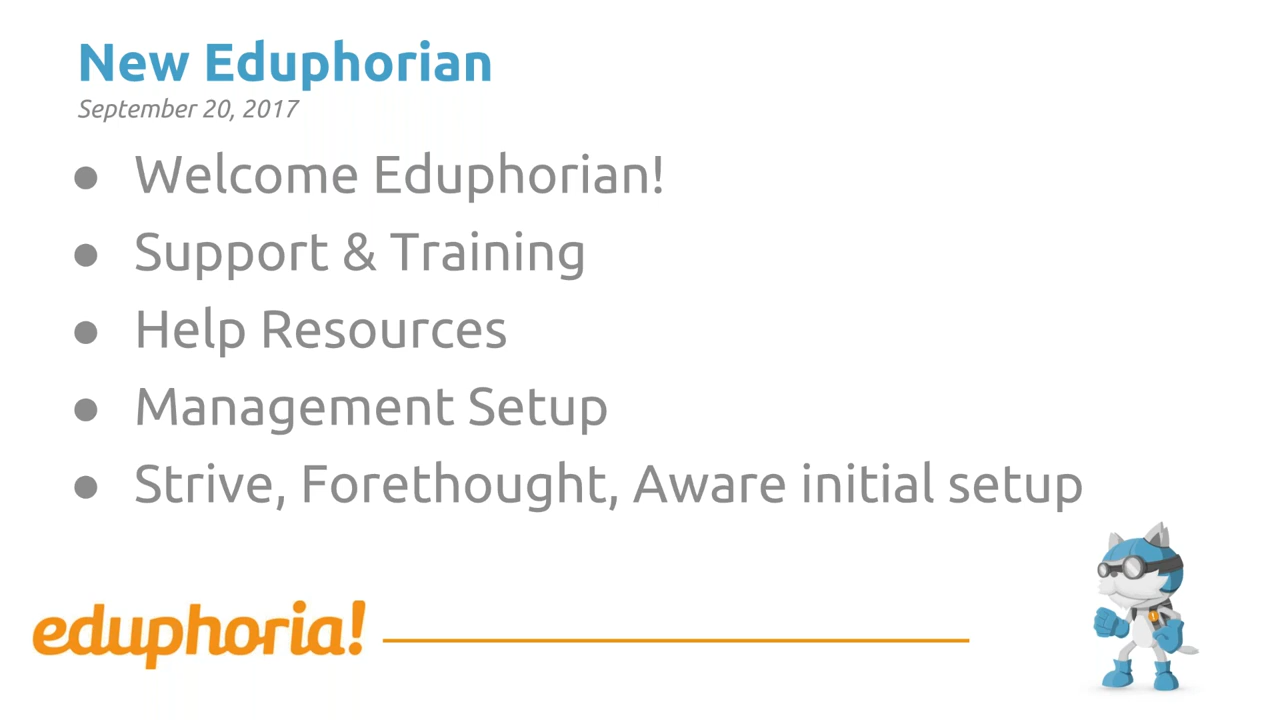 New Eduphorian
September 20, 2017
● Welcome Eduphorian!
● Support & Training
● Help Resources
● Management Setup
● Strive, Forethought, Aware initial setup
eduphoria!